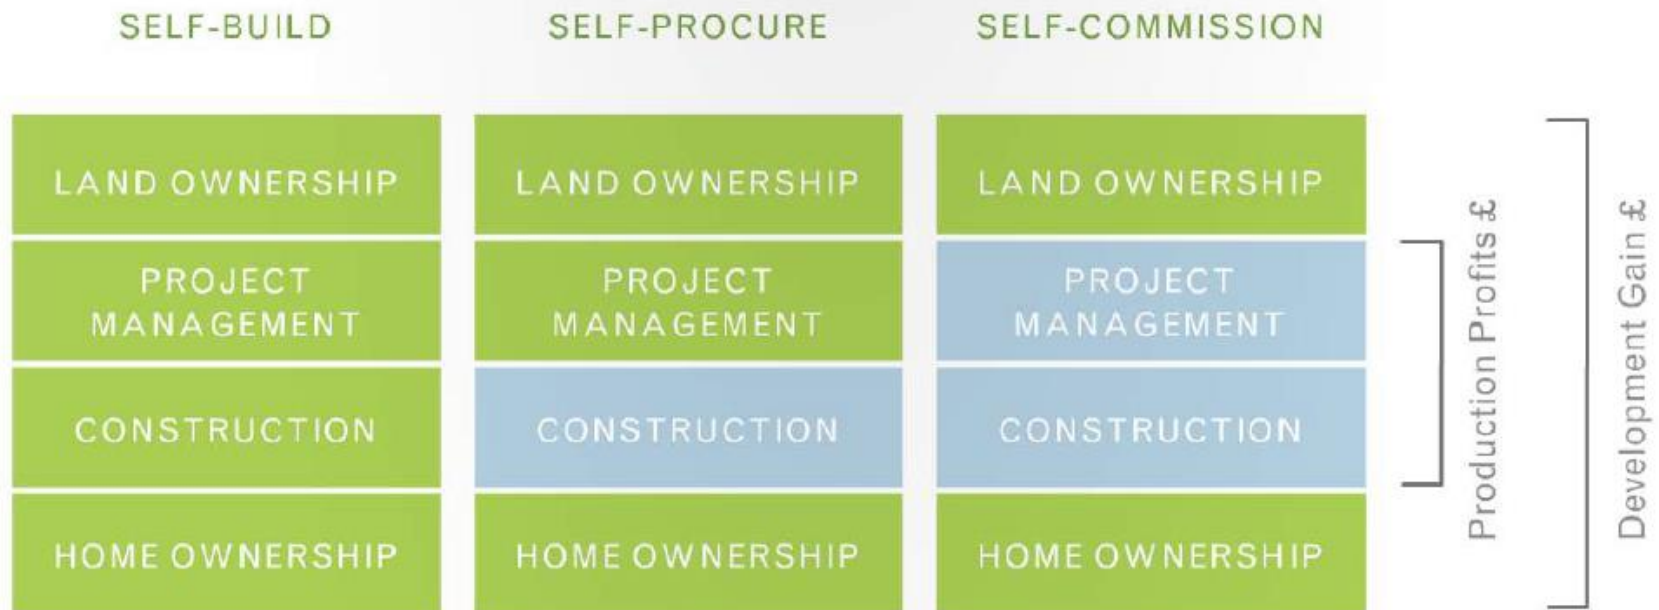 SELF-BUILD
SELF-PROCURE
SELF-COMMISSION
LAND OWNERSHIP
LAND OWNERSHIP
LAND OWNERSHIP
PROJECT
MANAGEMENT
PROJECT
MANAGEMENT
PROJECT
MANAGEMENT
CONSTRUCTION
CONSTRUCTION
CONSTRUCTION
HOME OWNERSHIP
HOME OWNERSHIP
HOME OWNERSHIP
Production Profits £
Development Gain £